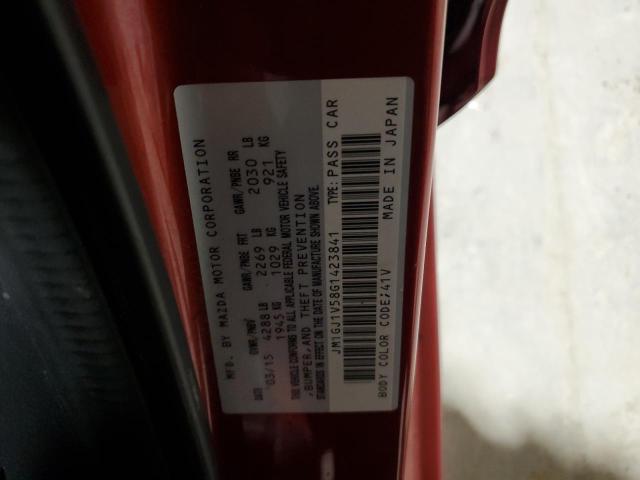 MFD. BY MAZDA MOTOR CORPORATION
DATE GVWR/PNBV GAWR/PNBE FRT GAWR/PNBE RR
'03/15 4288 LB 2269 LB 2030 LB
1945 KG 1029 KG 921 KG
THIS VEHICLE CONFORMS TO ALL APPLICABLE FEDERAL MOTOR VEHICLE SAFETY
,BUMPER,AND THEFT PREVENTION
STANDARDS IN EFFECT ON THE DATE OF MANUFACTURE SHOWN ABOVE.
JM1GJ1V58G1423841 TYPE:PASS CAR
BODY COLOR CODE;41V MADE IN JAPAN